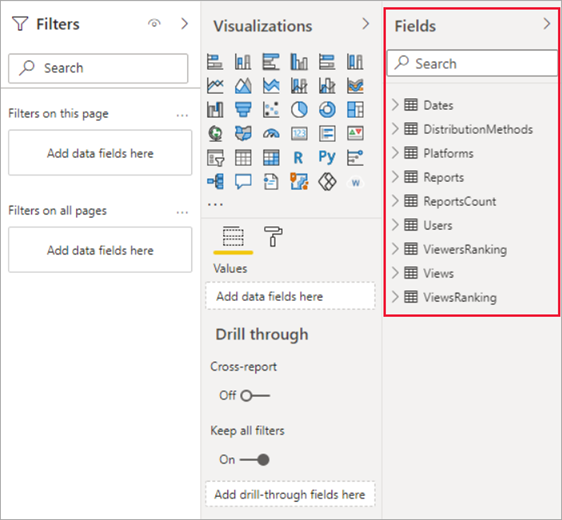 Filters
Search
Filters on this page
...
Add data fields here
Filters on all pages
...
Add data fields here
Visualizations
123
R
Py
W
...
Values
Add data fields here
Drill through
Cross-report
Off
Keep all filters
On
Add drill-through fields here
Fields
Search
Dates
DistributionMethods
Platforms
Reports
ReportsCount
Users
ViewersRanking
Views
ViewsRanking